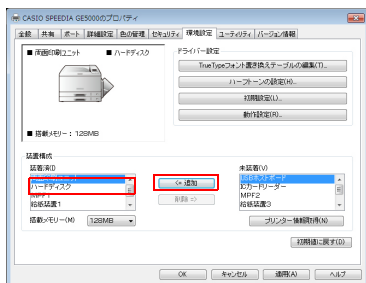 CASIO SPEEDIA GE5000のプロパティ
全般 共有 ポート 詳細設定 色の管理 セキュリティ 環境設定 ユーティリティ バージョン情報
■ 両面印刷ユニット ■ ハードディスク
■ 搭載メモリー：128MB
ドライバー設定
TrueTypeフォント置き換えテーブルの編集(T)...
ハーフトーンの設定(H)...
初期設定(L)...
動作設定(R)...
装置構成
装着済(I)
ハードディスク
MPF1
給紙装置1
<= 追加
削除 =>
未装着(V)
ICカードリーダー
MPF2
給紙装置3
搭載メモリー(M) 128MB
プリンター情報取得(N)
初期値に戻す(D)
OK キャンセル 適用(A) ヘルプ